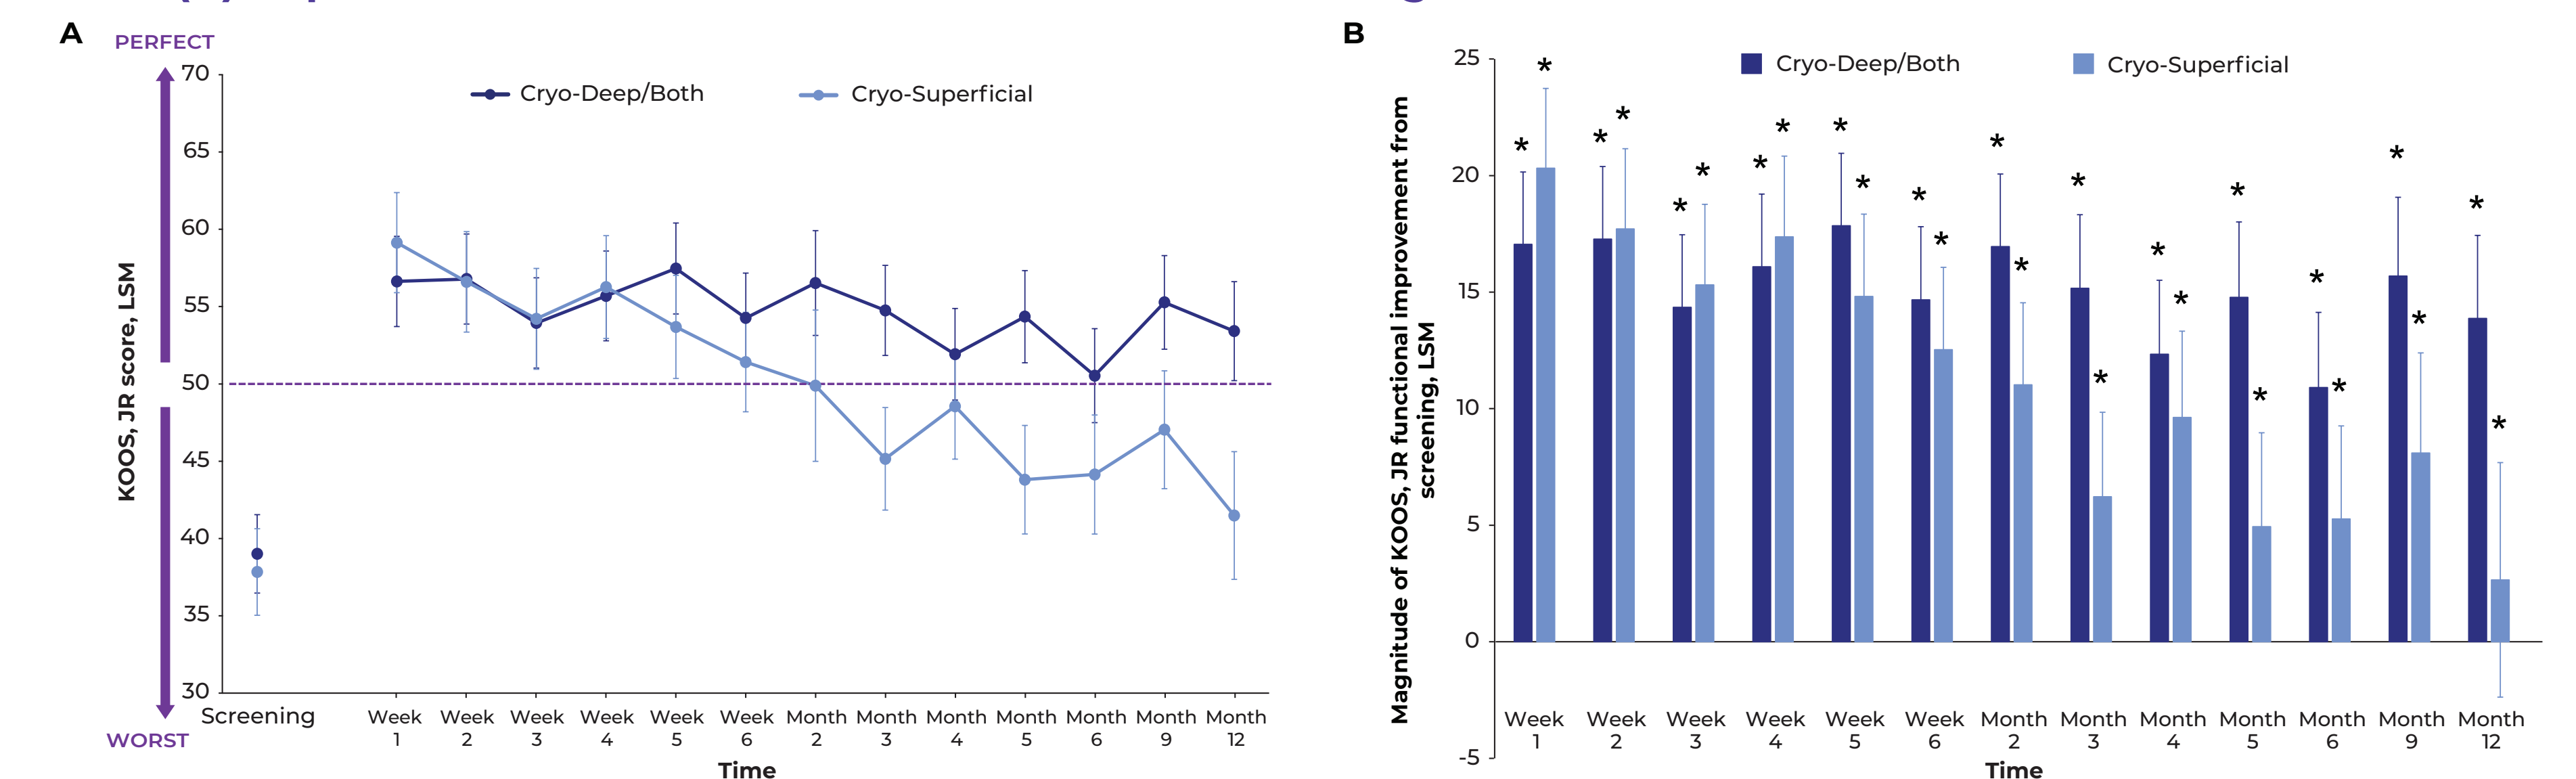 A
PERFECT
70
65
60
55
50
45
40
35
30
KOOS, JR score, LSM
Cryo-Deep/Both
Cryo-Superficial
WORST
Screening
Week 1
Week 2
Week 3
Week 4
Week 5
Week 6
Month 2
Month 3
Month 4
Month 5
Month 6
Month 9
Month 12
Time
B
25
20
15
10
5
0
-5
Magnitude of KOOS, JR functional improvement from
screening, LSM
Cryo-Deep/Both
Cryo-Superficial
* * * * * * * * * * * * * * * * * * * * * * * * * *
Week 1
Week 2
Week 3
Week 4
Week 5
Week 6
Month 2
Month 3
Month 4
Month 5
Month 6
Month 9
Month 12
Time